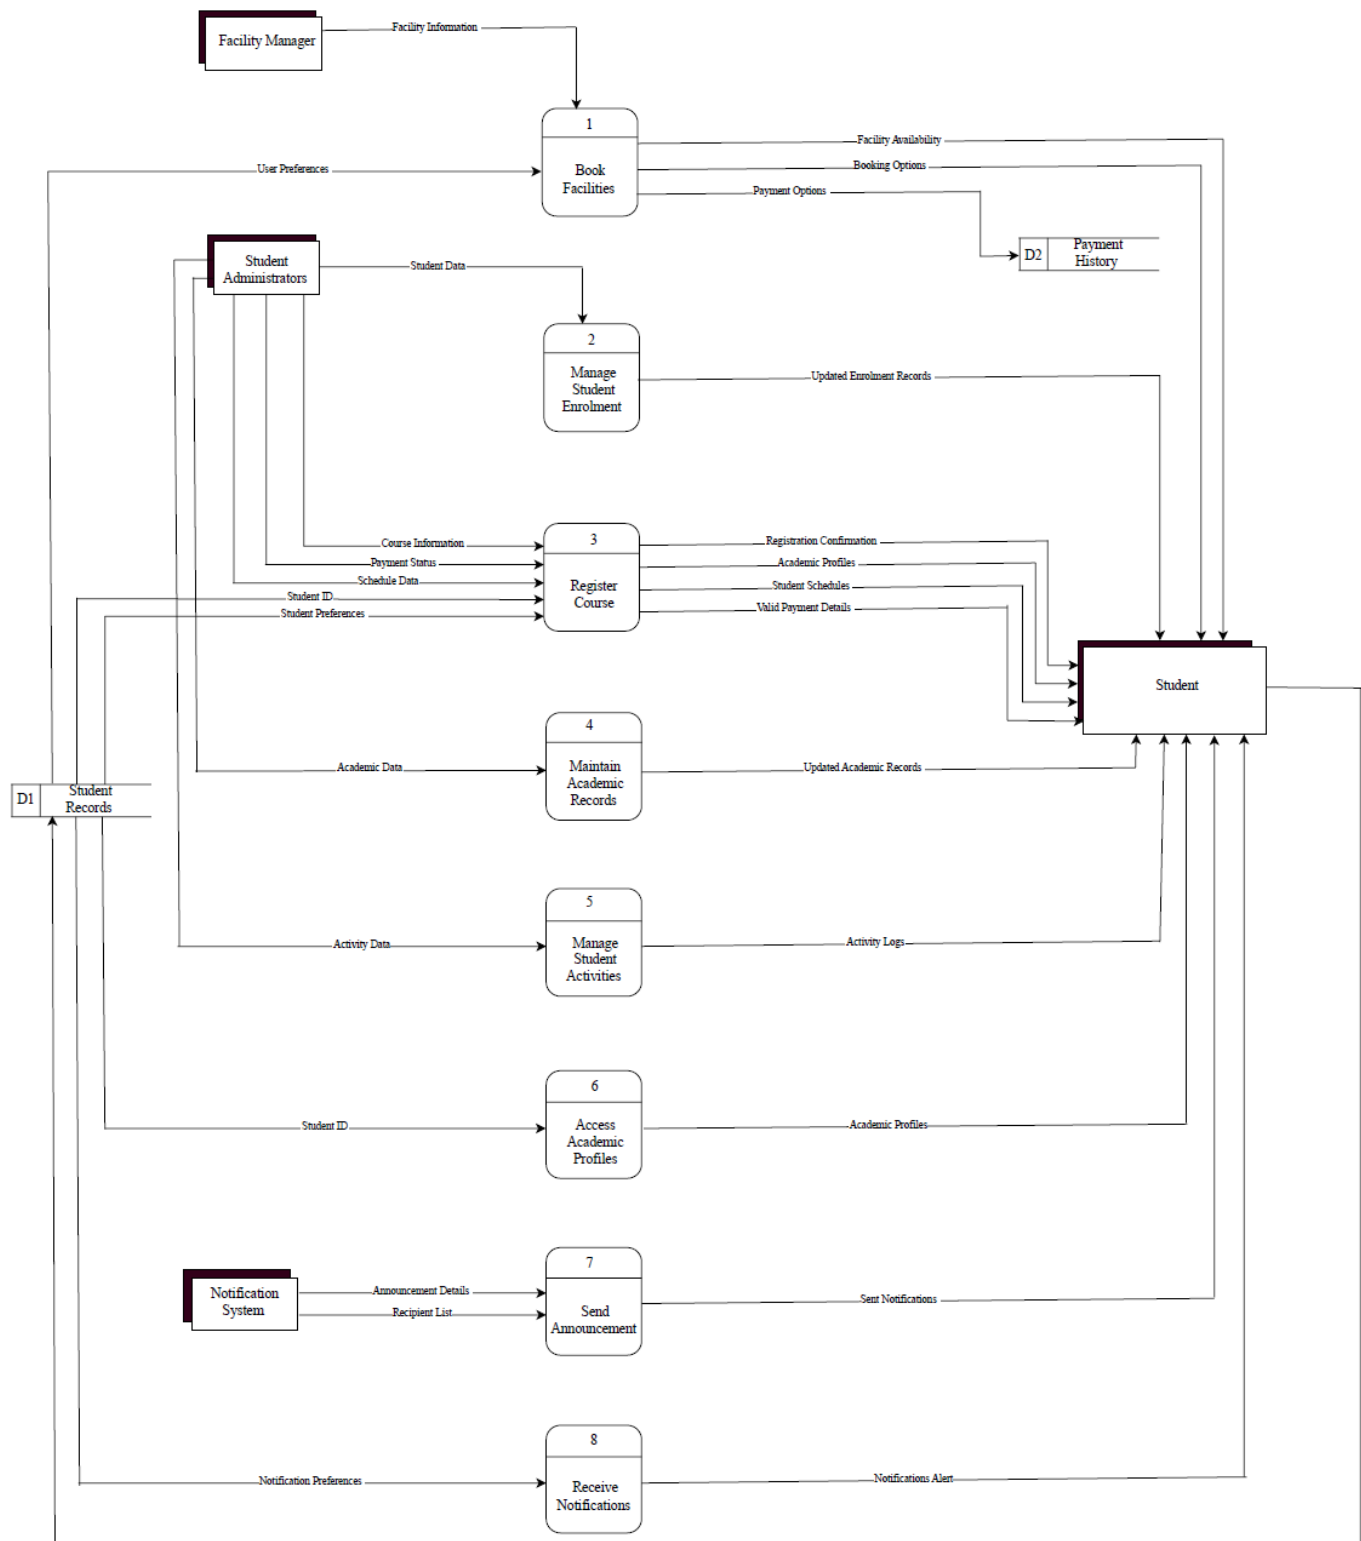 Facility Manager
Facility Information
1
Book
Facilities
Facility Availability
Booking Options
Payment Options
User Preferences
D2
Payment
History
Student
Administrators
Student Data
2
Manage
Student
Enrolment
Updated Enrolment Records
Course Information
Payment Status
Schedule Data
Student ID
Student Preferences
3
Register
Course
Registration Confirmation
Academic Profiles
Student Schedules
Valid Payment Details
Student
4
Maintain
Academic
Records
Academic Data
Updated Academic Records
D1
Student
Records
5
Manage
Student
Activities
Activity Data
Activity Logs
6
Access
Academic
Profiles
Student ID
Academic Profiles
Notification
System
Announcement Details
Recipient List
7
Send
Announcement
Sent Notifications
8
Receive
Notifications
Notification Preferences
Notifications Alert